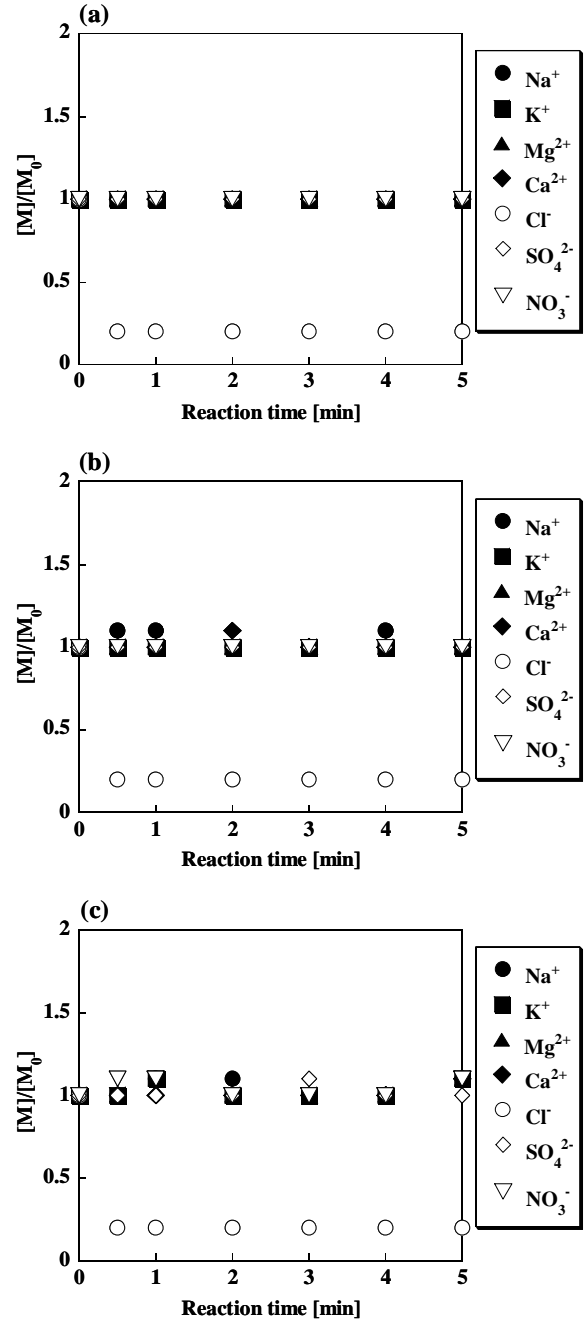 (a)
2
1.5
1
0.5
0
0 1 2 3 4 5
[M]/[M₀]
Reaction time [min]
Na⁺
K⁺
Mg²⁺
Ca²⁺
Cl⁻
SO₄²⁻
NO₃⁻
(b)
2
1.5
1
0.5
0
0 1 2 3 4 5
[M]/[M₀]
Reaction time [min]
Na⁺
K⁺
Mg²⁺
Ca²⁺
Cl⁻
SO₄²⁻
NO₃⁻
(c)
2
1.5
1
0.5
0
0 1 2 3 4 5
[M]/[M₀]
Reaction time [min]
Na⁺
K⁺
Mg²⁺
Ca²⁺
Cl⁻
SO₄²⁻
NO₃⁻